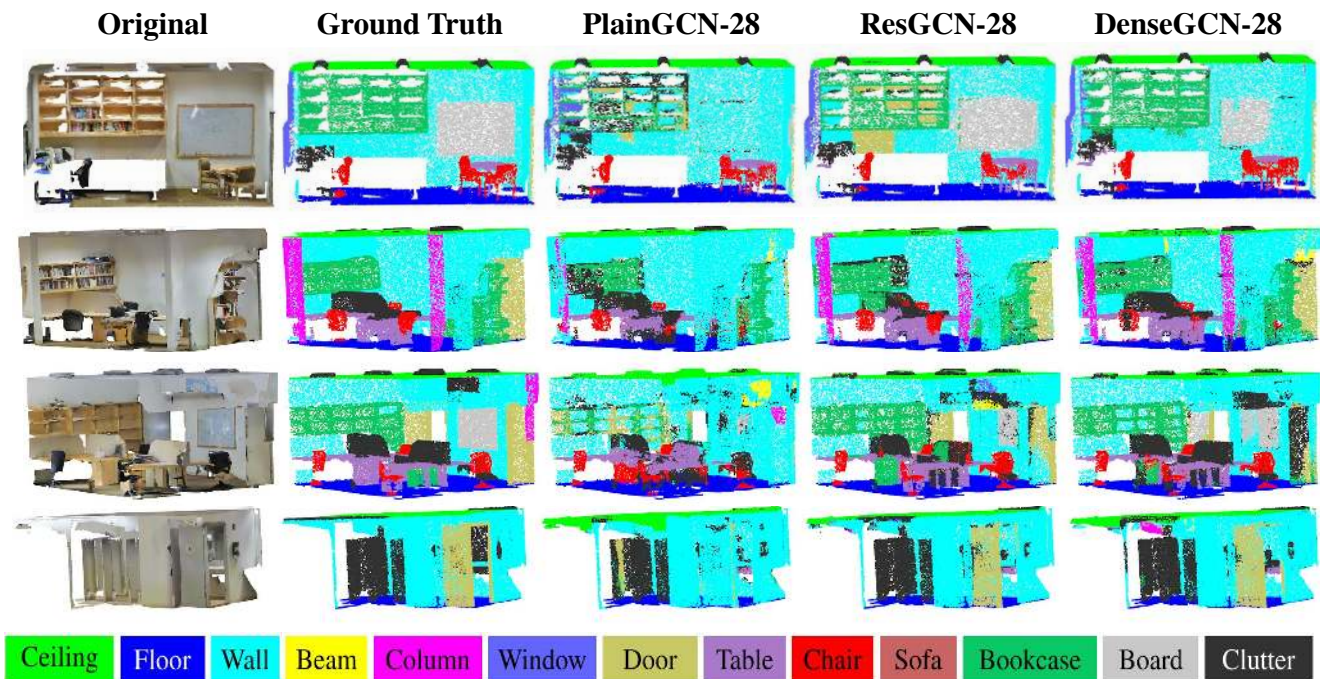 Original Ground Truth PlainGCN-28 ResGCN-28 DenseGCN-28
Ceiling Floor Wall Beam Column Window Door Table Chair Sofa Bookcase Board Clutter